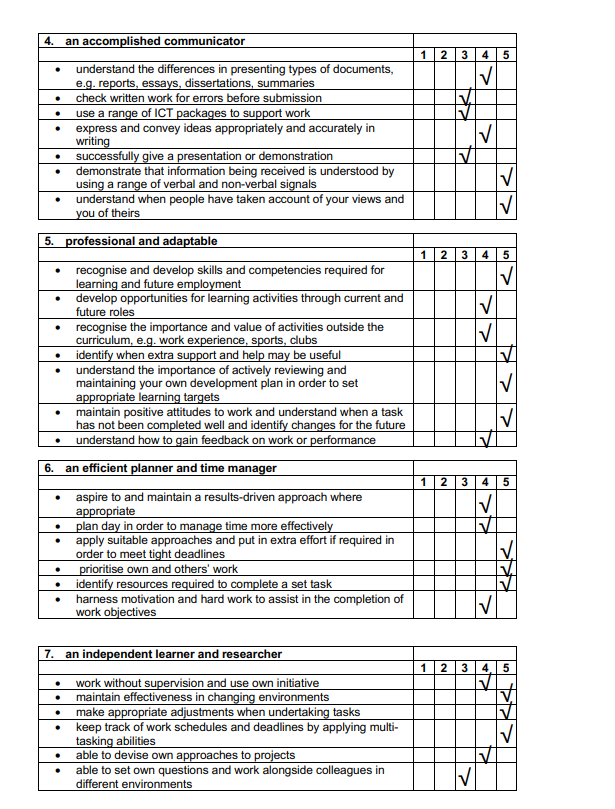 4. an accomplished communicator
1 2 3 4 5
• understand the differences in presenting types of documents,
e.g. reports, essays, dissertations, summaries √
• check written work for errors before submission √
• use a range of ICT packages to support work √
• express and convey ideas appropriately and accurately in
writing √
• successfully give a presentation or demonstration √
• demonstrate that information being received is understood by
using a range of verbal and non-verbal signals √
• understand when people have taken account of your views and
you of theirs √
5. professional and adaptable
1 2 3 4 5
• recognise and develop skills and competencies required for
learning and future employment √
• develop opportunities for learning activities through current and
future roles √
• recognise the importance and value of activities outside the
curriculum, e.g. work experience, sports, clubs √
• identify when extra support and help may be useful √
• understand the importance of actively reviewing and
maintaining your own development plan in order to set
appropriate learning targets √
• maintain positive attitudes to work and understand when a task
has not been completed well and identify changes for the future √
• understand how to gain feedback on work or performance √
6. an efficient planner and time manager
1 2 3 4 5
• aspire to and maintain a results-driven approach where
appropriate √
• plan day in order to manage time more effectively √
• apply suitable approaches and put in extra effort if required in
order to meet tight deadlines √
• prioritise own and others' work √
• identify resources required to complete a set task √
• harness motivation and hard work to assist in the completion of
work objectives √
7. an independent learner and researcher
1 2 3 4 5
• work without supervision and use own initiative √
• maintain effectiveness in changing environments √
• make appropriate adjustments when undertaking tasks √
• keep track of work schedules and deadlines by applying multi-
tasking abilities √
• able to devise own approaches to projects √
• able to set own questions and work alongside colleagues in
different environments √